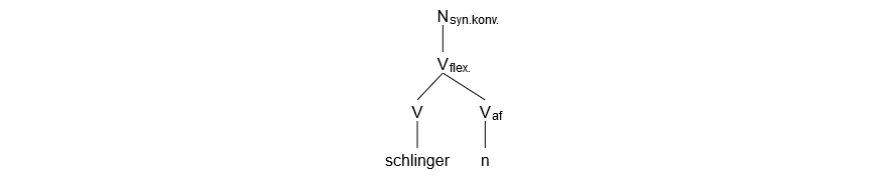 Nsyn.konv.
Vflex.
V Vaf
schlinger n